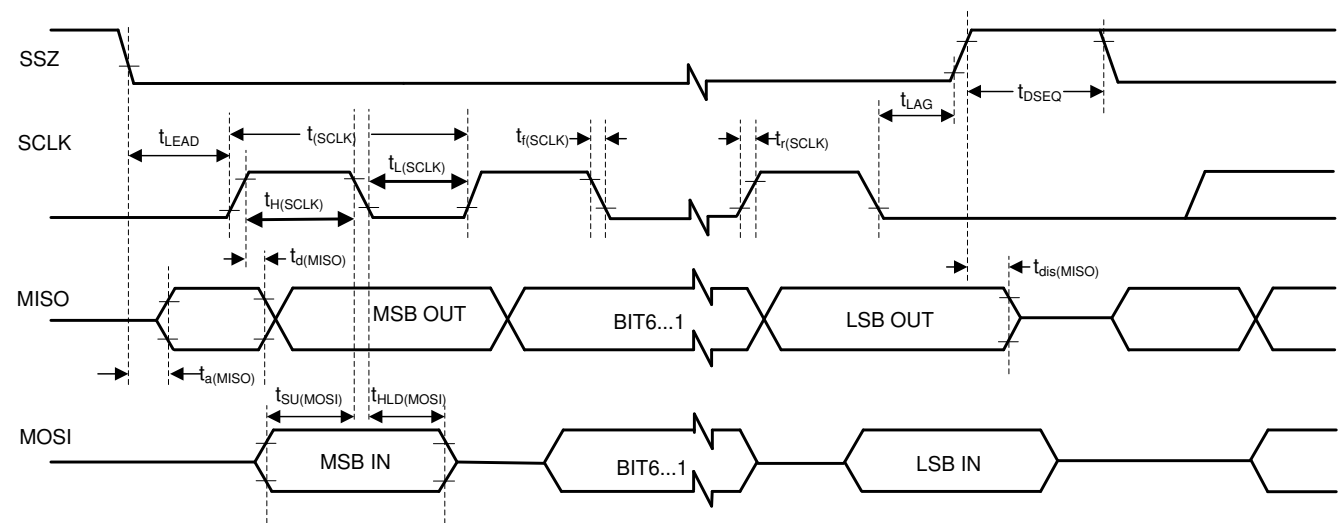 SSZ
tLAG
tDSEQ
SCLK
tLEAD
t(SCLK)
tf(SCLK)
tr(SCLK)
tL(SCLK)
tH(SCLK)
td(MISO)
tdis(MISO)
MISO
MSB OUT
BIT6...1
LSB OUT
ta(MISO)
tSU(MOSI)
tHLD(MOSI)
MOSI
MSB IN
BIT6...1
LSB IN